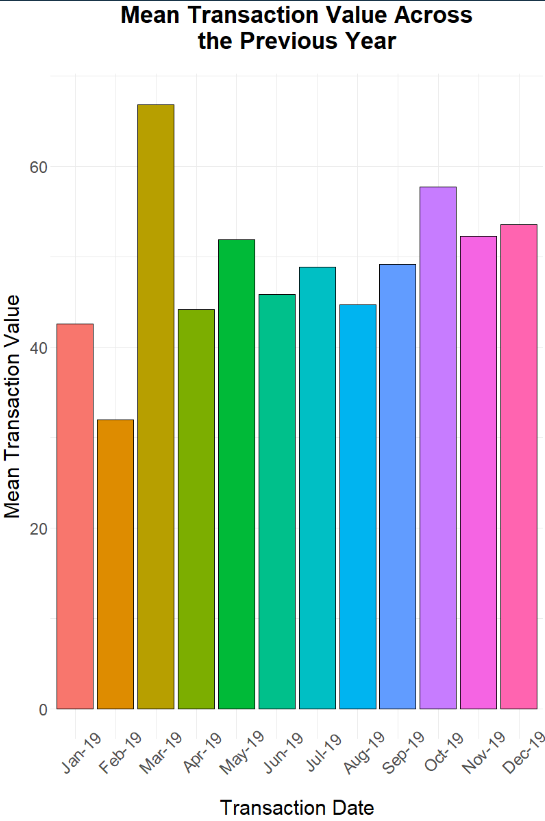 Mean Transaction Value Across
the Previous Year
Mean Transaction Value
60
40
20
0
Jan-19
Feb-19
Mar-19
Apr-19
May-19
Jun-19
Jul-19
Aug-19
Sep-19
Oct-19
Nov-19
Dec-19
Transaction Date